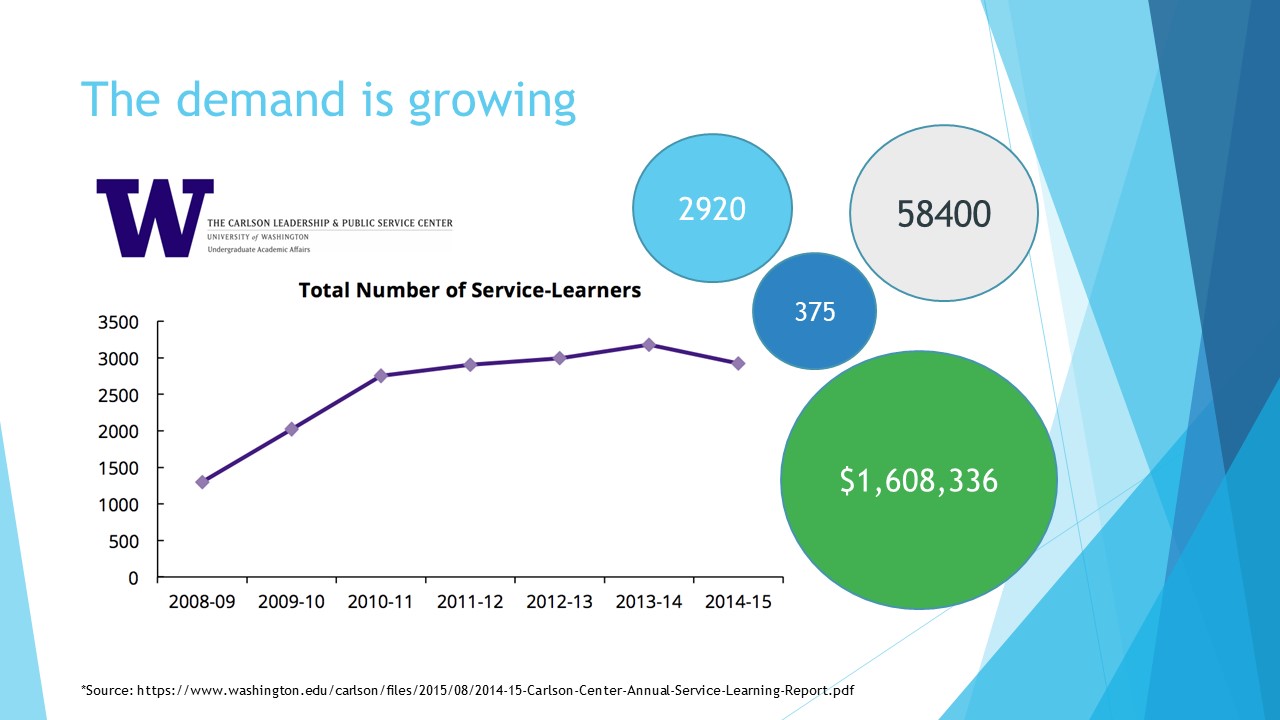 The demand is growing
W
THE CARLSON LEADERSHIP & PUBLIC SERVICE CENTER
UNIVERSITY of WASHINGTON
Undergraduate Academic Affairs
2920
58400
375
$1,608,336
Total Number of Service-Learners
3500
3000
2500
2000
1500
1000
500
0
2008-09 2009-10 2010-11 2011-12 2012-13 2013-14 2014-15
*Source: https://www.washington.edu/carlson/files/2015/08/2014-15-Carlson-Center-Annual-Service-Learning-Report.pdf